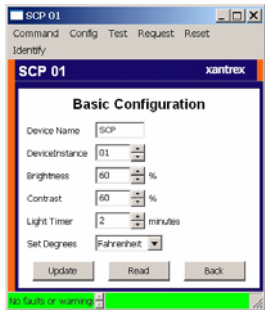 SCP 01
Command Config Test Request Reset
Identify
SCP 01 xantrex
Basic Configuration
Device Name SCP
DeviceInstance 01
Brightness 60 %
Contrast 60 %
Light Timer 2 minutes
Set Degrees Fahrenheit
Update Read Back
No faults or warnings